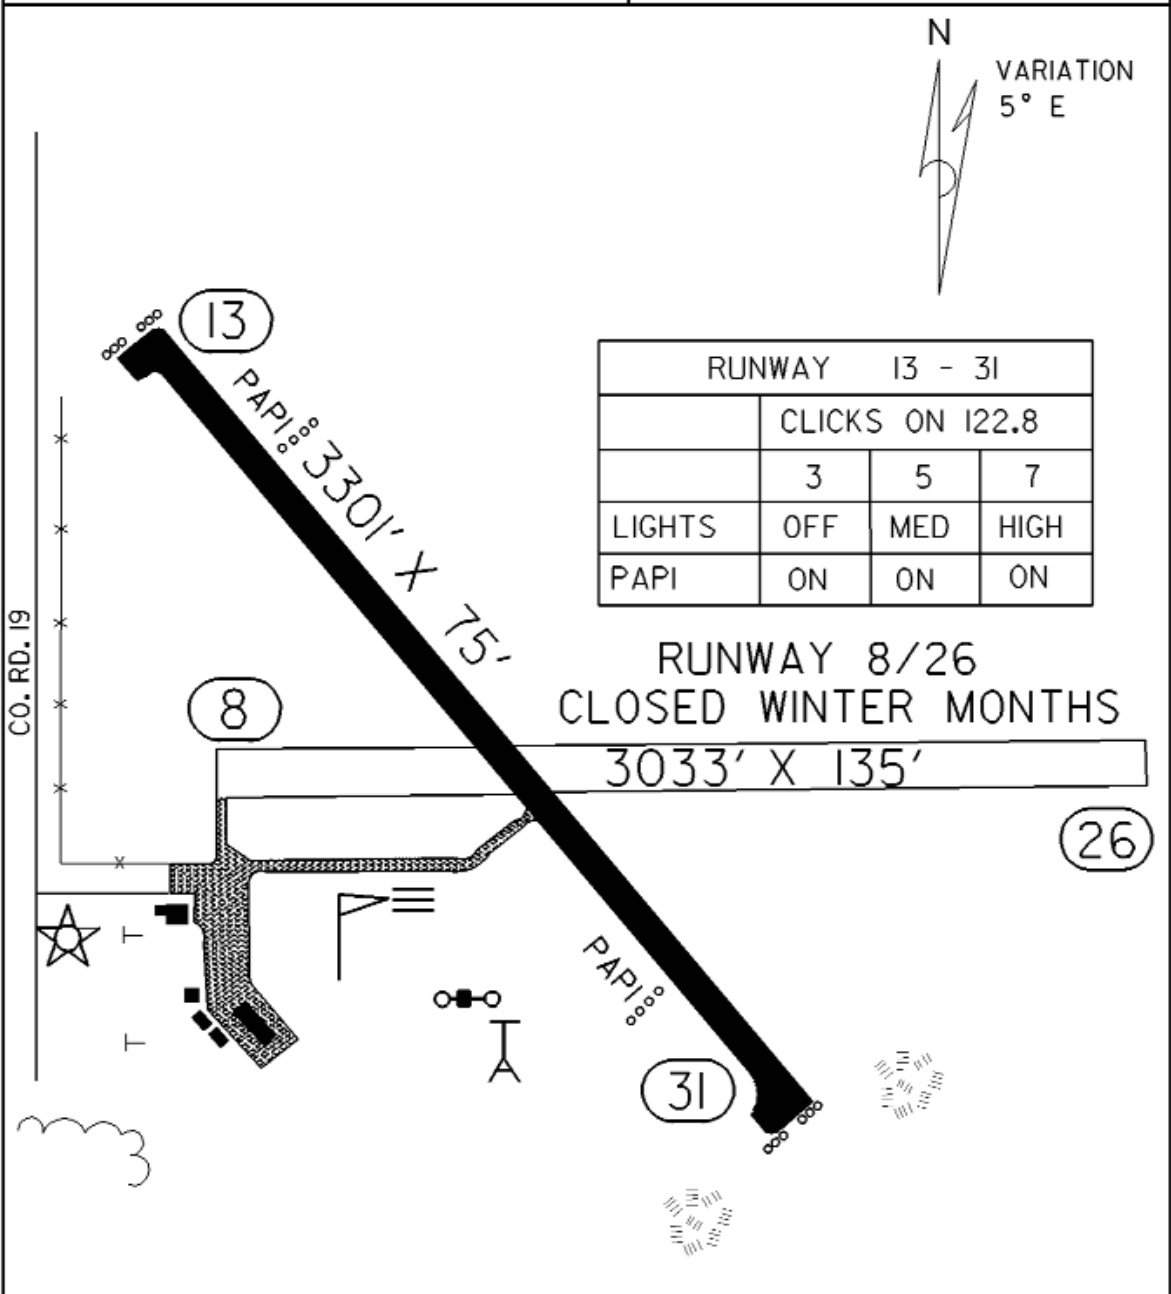 N
VARIATION
5° E
13
PAPI
3301' X 75'
RUNWAY 13 - 31
CLICKS ON 122.8
3 5 7
LIGHTS OFF MED HIGH
PAPI ON ON ON
CO. RD. 19
RUNWAY 8/26
CLOSED WINTER MONTHS
8
3033' X 135'
26
PAPI
31